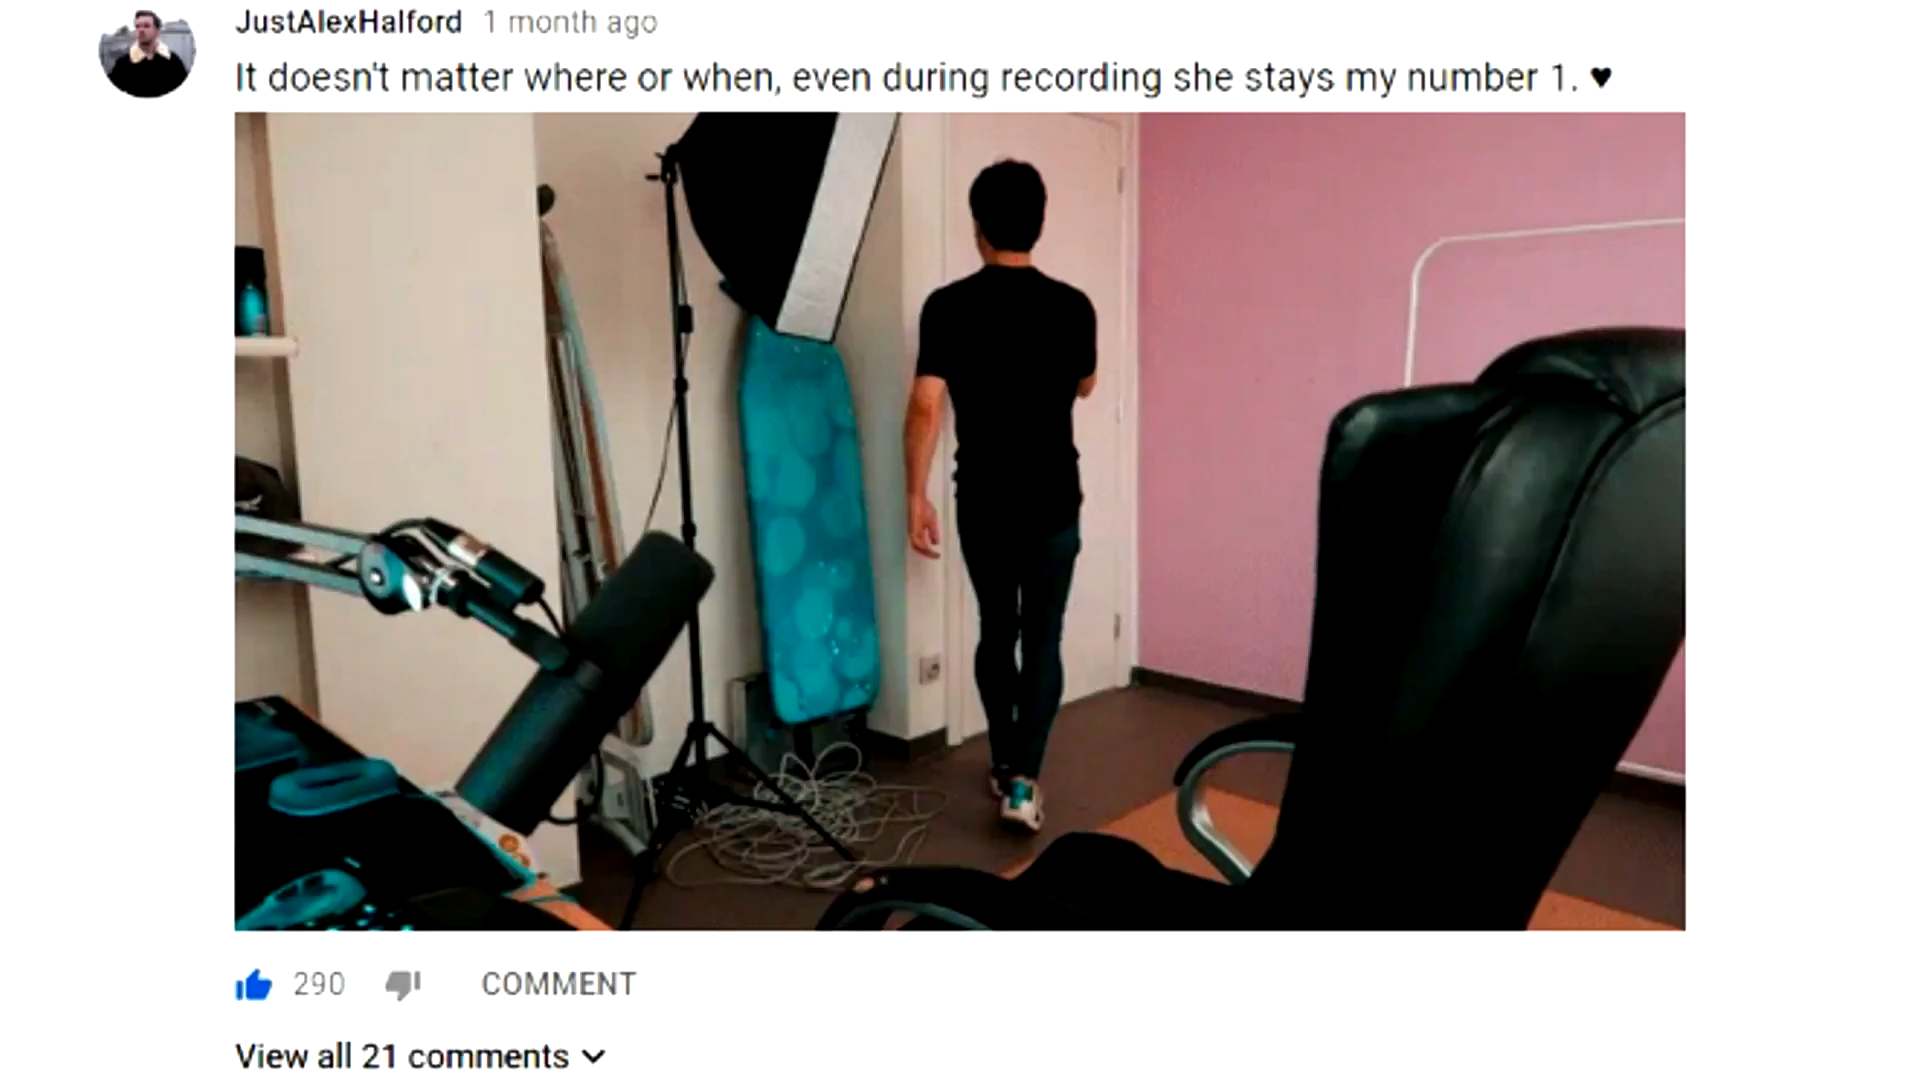 JustAlexHalford 1 month ago
It doesn't matter where or when, even during recording she stays my number 1. ♥
290 COMMENT
View all 21 comments